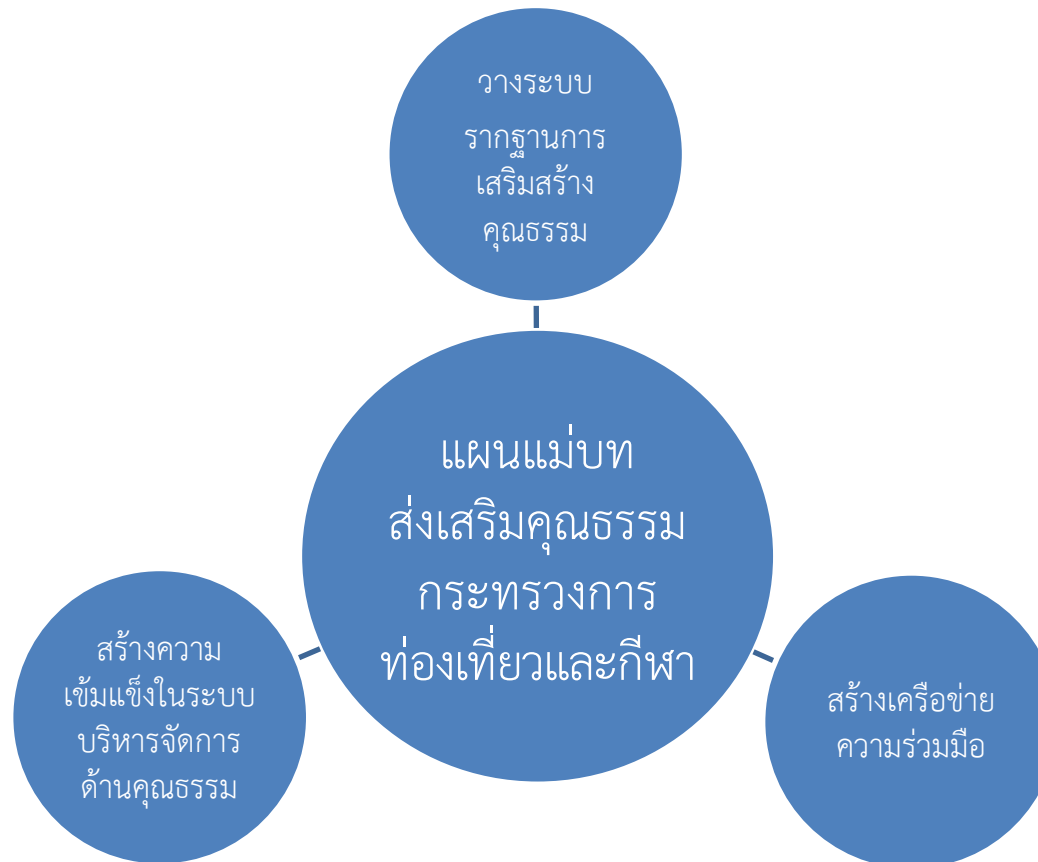 วางระบบ
รากฐานการ
เสริมสร้าง
คุณธรรม
แผนแม่บท
ส่งเสริมคุณธรรม
กระทรวงการ
ท่องเที่ยวและกีฬา
สร้างความ
เข้มแข็งในระบบ
บริหารจัดการ
ด้านคุณธรรม
สร้างเครือข่าย
ความร่วมมือ